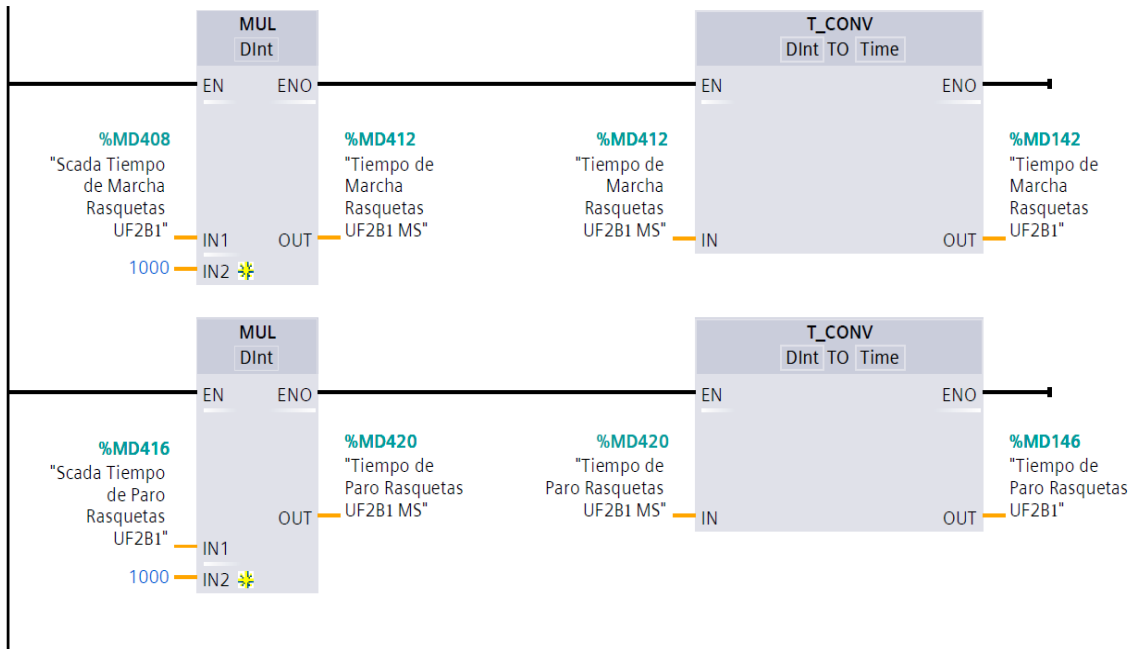 MUL
DInt
EN ENO
%MD408
"Scada Tiempo
de Marcha
Rasquetas
UF2B1"
IN1
1000
IN2
OUT
%MD412
"Tiempo de
Marcha
Rasquetas
UF2B1 MS"
T_CONV
DInt TO Time
EN ENO
%MD412
"Tiempo de
Marcha
Rasquetas
UF2B1 MS"
IN
OUT
%MD142
"Tiempo de
Marcha
Rasquetas
UF2B1"
MUL
DInt
EN ENO
%MD416
"Scada Tiempo
de Paro
Rasquetas
UF2B1"
IN1
1000
IN2
OUT
%MD420
"Tiempo de
Paro Rasquetas
UF2B1 MS"
T_CONV
DInt TO Time
EN ENO
%MD420
"Tiempo de
Paro Rasquetas
UF2B1 MS"
IN
OUT
%MD146
"Tiempo de
Paro Rasquetas
UF2B1"